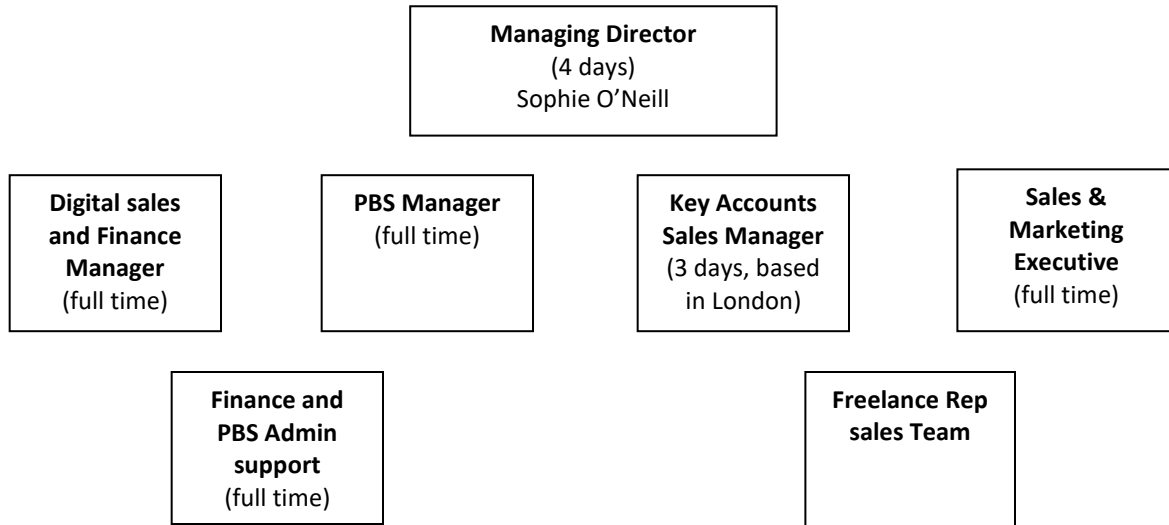 Managing Director
(4 days)
Sophie O’Neill
Digital sales
and Finance
Manager
(full time)
PBS Manager
(full time)
Key Accounts
Sales Manager
(3 days, based
in London)
Sales &
Marketing
Executive
(full time)
Finance and
PBS Admin
support
(full time)
Freelance Rep
sales Team